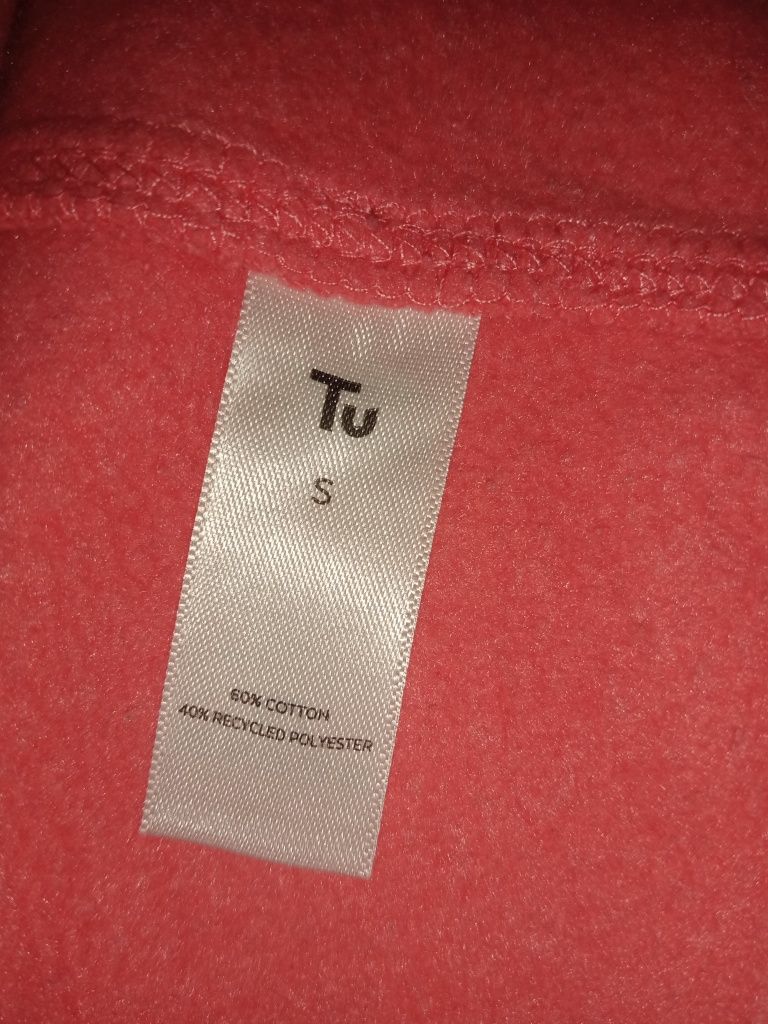 Tu
S
60% COTTON
40% RECYCLED POLYESTER